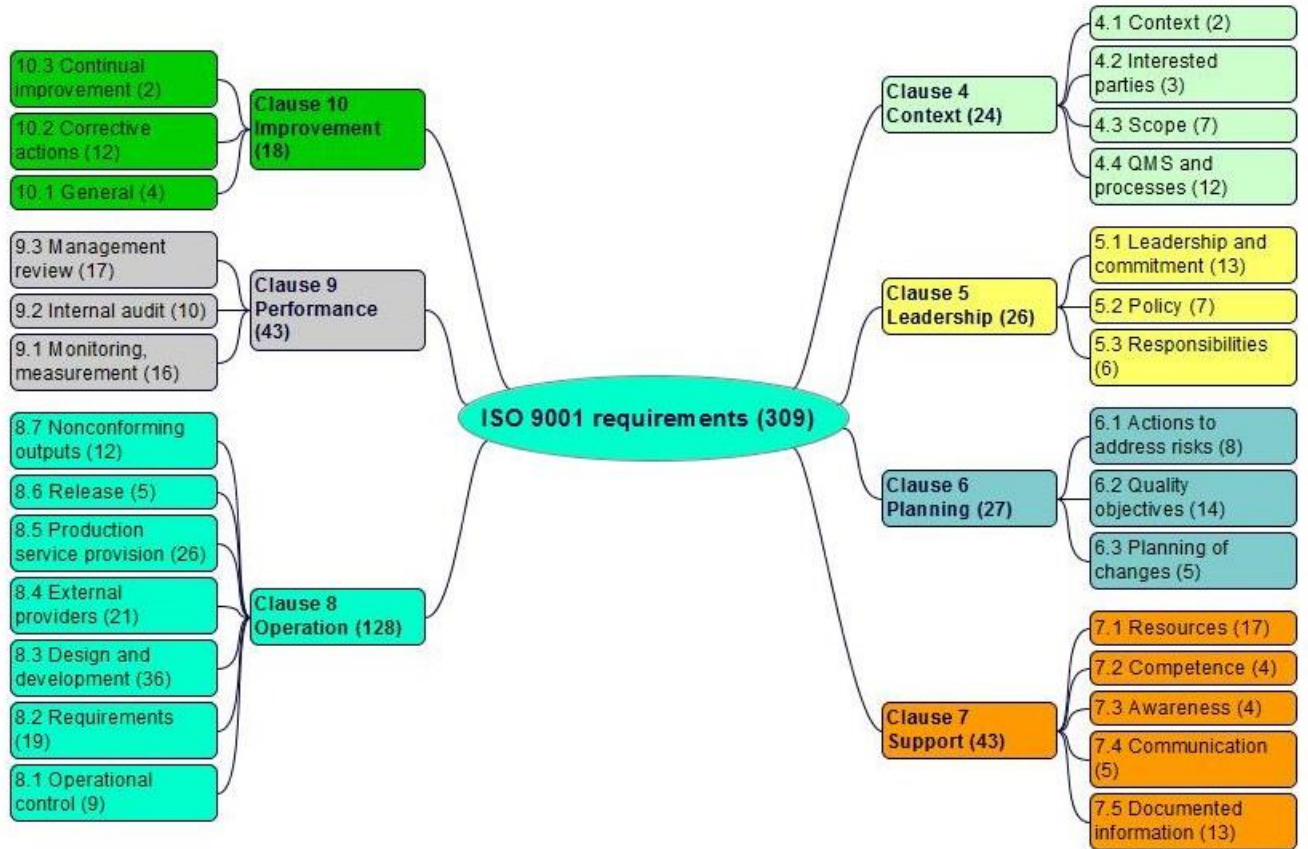 ISO 9001 requirements (309)
Clause 4
Context (24)
4.1 Context (2)
4.2 Interested
parties (3)
4.3 Scope (7)
4.4 QMS and
processes (12)
Clause 5
Leadership (26)
5.1 Leadership and
commitment (13)
5.2 Policy (7)
5.3 Responsibilities
(6)
Clause 6
Planning (27)
6.1 Actions to
address risks (8)
6.2 Quality
objectives (14)
6.3 Planning of
changes (5)
Clause 7
Support (43)
7.1 Resources (17)
7.2 Competence (4)
7.3 Awareness (4)
7.4 Communication
(5)
7.5 Documented
information (13)
Clause 8
Operation (128)
8.7 Nonconforming
outputs (12)
8.6 Release (5)
8.5 Production
service provision (26)
8.4 External
providers (21)
8.3 Design and
development (36)
8.2 Requirements
(19)
8.1 Operational
control (9)
Clause 9
Performance
(43)
9.3 Management
review (17)
9.2 Internal audit (10)
9.1 Monitoring,
measurement (16)
Clause 10
Improvement
(18)
10.3 Continual
improvement (2)
10.2 Corrective
actions (12)
10.1 General (4)